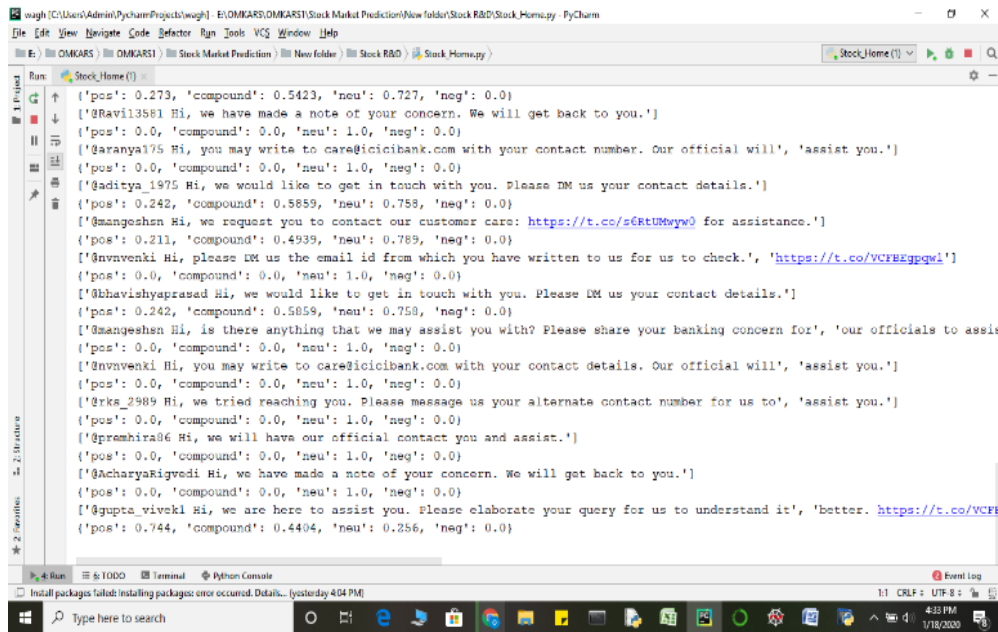 wagh [C:\Users\Admin\PycharmProjects\wagh] - E:\OMKARS\OMKARS1\Stock Market Prediction\New folder\Stock R&D\Stock_Home.py - PyCharm
File Edit View Navigate Code Refactor Run Tools VCS Window Help
E: OMKARS OMKARS1 Stock Market Prediction New folder Stock R&D Stock_Home.py Stock_Home (1)
Run: Stock_Home (1)
1: Project
{'pos': 0.273, 'compound': 0.5423, 'neu': 0.727, 'neg': 0.0}
['@Ravi13581 Hi, we have made a note of your concern. We will get back to you.']
{'pos': 0.0, 'compound': 0.0, 'neu': 1.0, 'neg': 0.0}
['@aranya175 Hi, you may write to care@icicibank.com with your contact number. Our official will', 'assist you.']
{'pos': 0.0, 'compound': 0.0, 'neu': 1.0, 'neg': 0.0}
['@aditya_1975 Hi, we would like to get in touch with you. Please DM us your contact details.']
{'pos': 0.242, 'compound': 0.5859, 'neu': 0.758, 'neg': 0.0}
['@mangeshsn Hi, we request you to contact our customer care: https://t.co/s6RtUMwyw0 for assistance.']
{'pos': 0.211, 'compound': 0.4939, 'neu': 0.789, 'neg': 0.0}
['@nvnvenki Hi, please DM us the email id from which you have written to us for us to check.', 'https://t.co/VCFBEgpqwl']
{'pos': 0.0, 'compound': 0.0, 'neu': 1.0, 'neg': 0.0}
['@bhavishyaprasad Hi, we would like to get in touch with you. Please DM us your contact details.']
{'pos': 0.242, 'compound': 0.5859, 'neu': 0.758, 'neg': 0.0}
['@mangeshsn Hi, is there anything that we may assist you with? Please share your banking concern for', 'our officials to assis
{'pos': 0.0, 'compound': 0.0, 'neu': 1.0, 'neg': 0.0}
['@nvnvenki Hi, you may write to care@icicibank.com with your contact details. Our official will', 'assist you.']
{'pos': 0.0, 'compound': 0.0, 'neu': 1.0, 'neg': 0.0}
['@rks_2989 Hi, we tried reaching you. Please message us your alternate contact number for us to', 'assist you.']
{'pos': 0.0, 'compound': 0.0, 'neu': 1.0, 'neg': 0.0}
['@premhira86 Hi, we will have our official contact you and assist.']
{'pos': 0.0, 'compound': 0.0, 'neu': 1.0, 'neg': 0.0}
['@AcharyaRigvedi Hi, we have made a note of your concern. We will get back to you.']
{'pos': 0.0, 'compound': 0.0, 'neu': 1.0, 'neg': 0.0}
['@gupta_vivek1 Hi, we are here to assist you. Please elaborate your query for us to understand it', 'better. https://t.co/VCFB
{'pos': 0.744, 'compound': 0.4404, 'neu': 0.256, 'neg': 0.0}
2: Structure
2: Favorites
4: Run 6: TODO Terminal Python Console 2 Event Log
Install packages failed: Installing packages: error occurred. Details... (yesterday 4:04 PM) 1:1 CRLF UTF-8
Type here to search
4:33 PM
1/18/2020
8